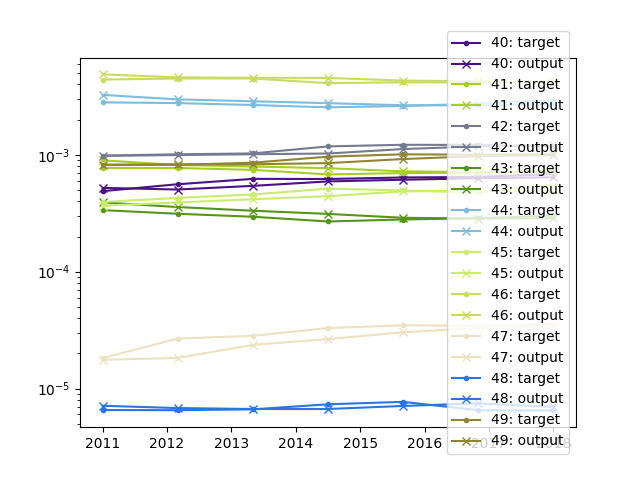 40: target
40: output
41: target
41: output
42: target
42: output
43: target
43: output
44: target
44: output
45: target
45: output
46: target
46: output
47: target
47: output
48: target
48: output
49: target
49: output
10⁻³
10⁻⁴
10⁻⁵
2011 2012 2013 2014 2015 2016 2017 2018